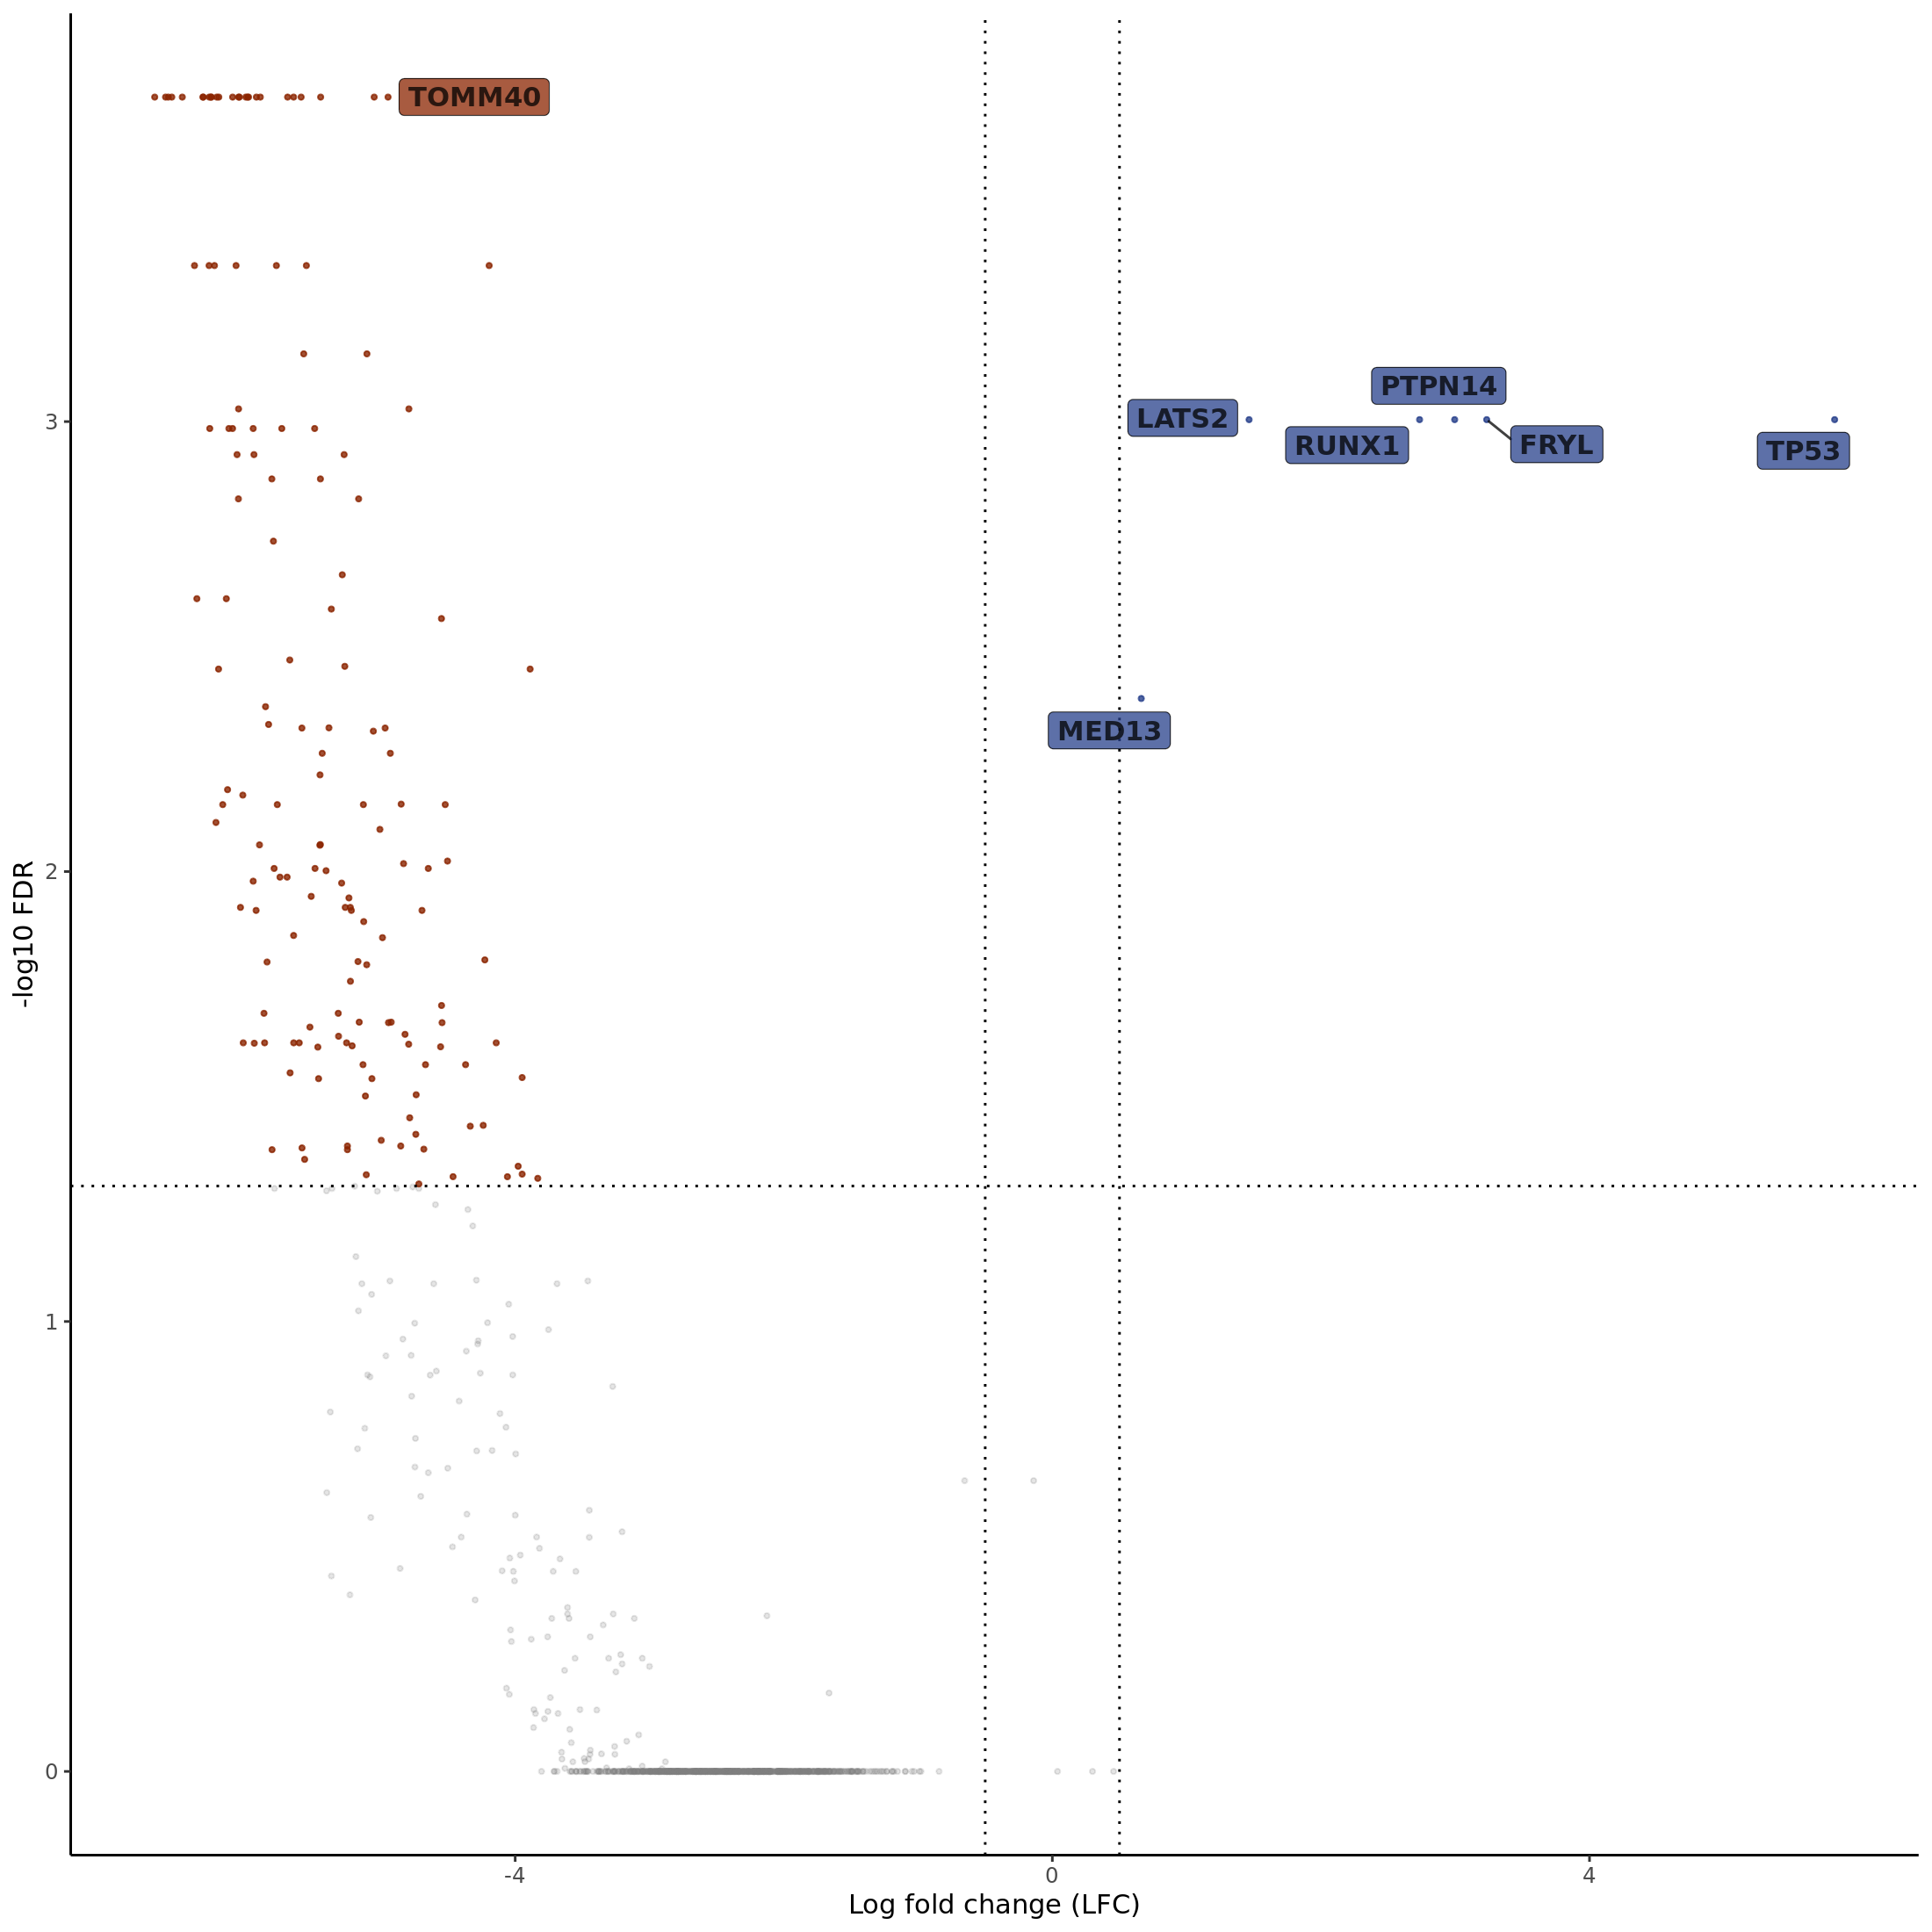 TOMM40
PTPN14
LATS2
RUNX1
FRYL
TP53
MED13
3
2
1
0
-log10 FDR
-4
0
4
Log fold change (LFC)